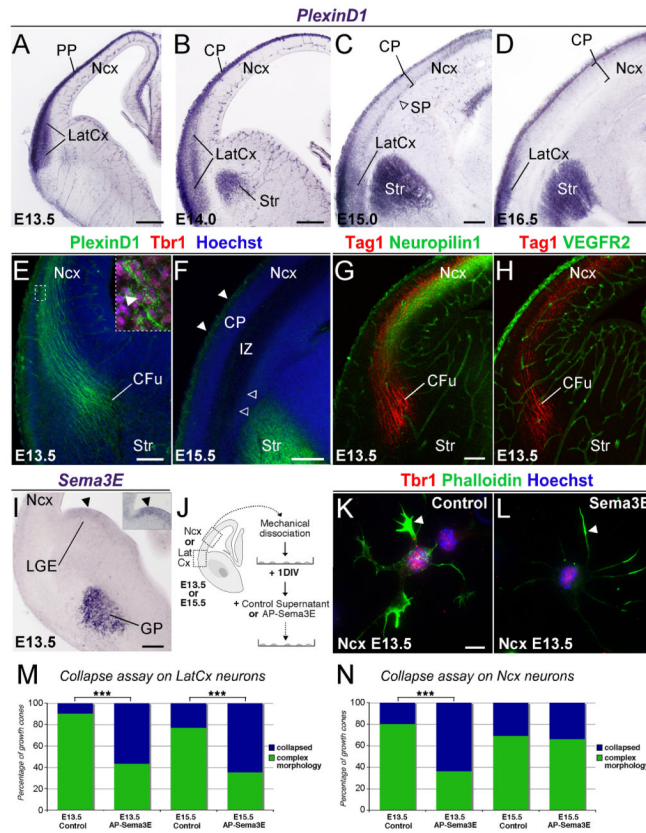 PlexinD1
A
PP
Ncx
LatCx
E13.5
B
CP
Ncx
LatCx
Str
E14.0
C
CP
Ncx
SP
LatCx
Str
E15.0
D
CP
Ncx
LatCx
Str
E16.5
PlexinD1 Tbr1 Hoechst
Tag1 Neuropilin1
Tag1 VEGFR2
E
Ncx
CFu
Str
E13.5
F
Ncx
CP
IZ
Str
E15.5
G
Ncx
CFu
Str
E13.5
H
Ncx
CFu
Str
E13.5
Sema3E
I
Ncx
LGE
GP
E13.5
J
Ncx
or
Lat
Cx
E13.5
or
E15.5
Mechanical
dissociation
+ 1DIV
+ Control Supernatant
or AP-Sema3E
Tbr1 Phalloidin Hoechst
K
Control
Ncx E13.5
L
Sema3E
Ncx E13.5
M
Collapse assay on LatCx neurons
Percentage of growth cones
100
80
60
40
20
0
***
***
collapsed
complex
morphology
E13.5
Control
E13.5
AP-Sema3E
E15.5
Control
E15.5
AP-Sema3E
N
Collapse assay on Ncx neurons
Percentage of growth cones
100
80
60
40
20
0
***
collapsed
complex
morphology
E13.5
Control
E13.5
AP-Sema3E
E15.5
Control
E15.5
AP-Sema3E